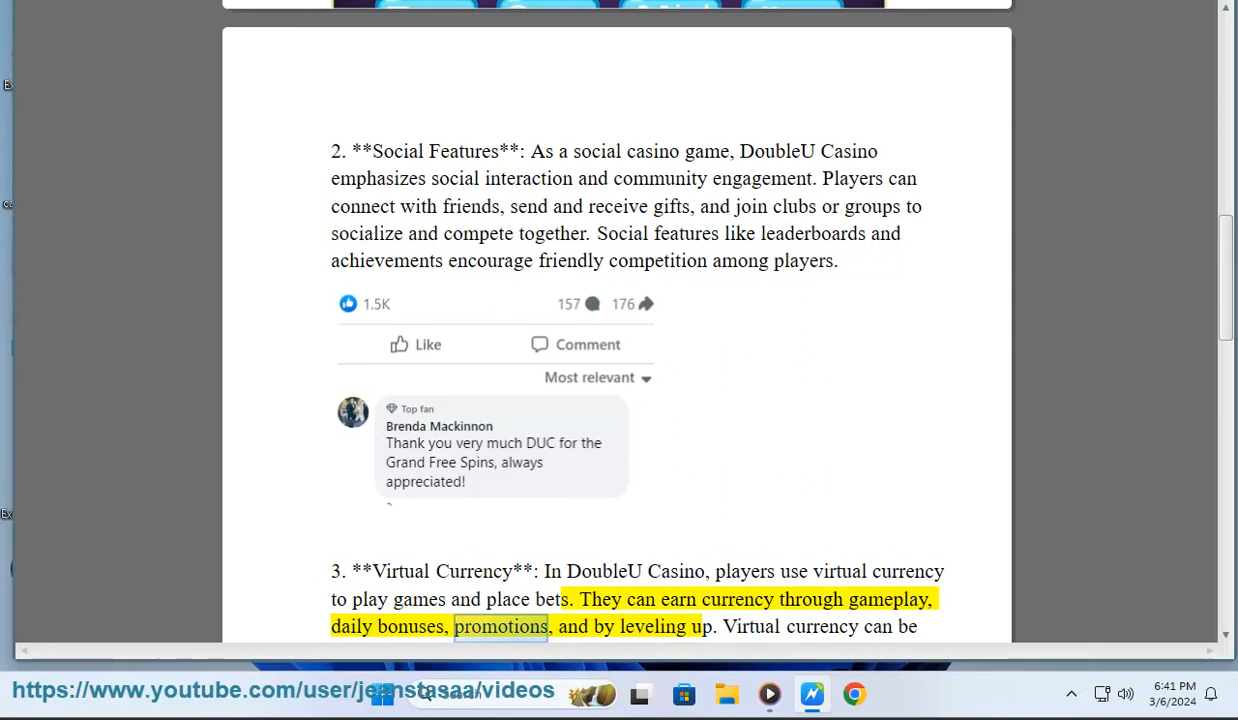 2. **Social Features**: As a social casino game, DoubleU Casino
emphasizes social interaction and community engagement. Players can
connect with friends, send and receive gifts, and join clubs or groups to
socialize and compete together. Social features like leaderboards and
achievements encourage friendly competition among players.
1.5K 157 176
Like Comment
Most relevant
Top fan
Brenda Mackinnon
Thank you very much DUC for the
Grand Free Spins, always
appreciated!
3. **Virtual Currency**: In DoubleU Casino, players use virtual currency
to play games and place bets. They can earn currency through gameplay,
daily bonuses, promotions, and by leveling up. Virtual currency can be
https://www.youtube.com/user/jeanstasaa/videos
6:41 PM
3/6/2024